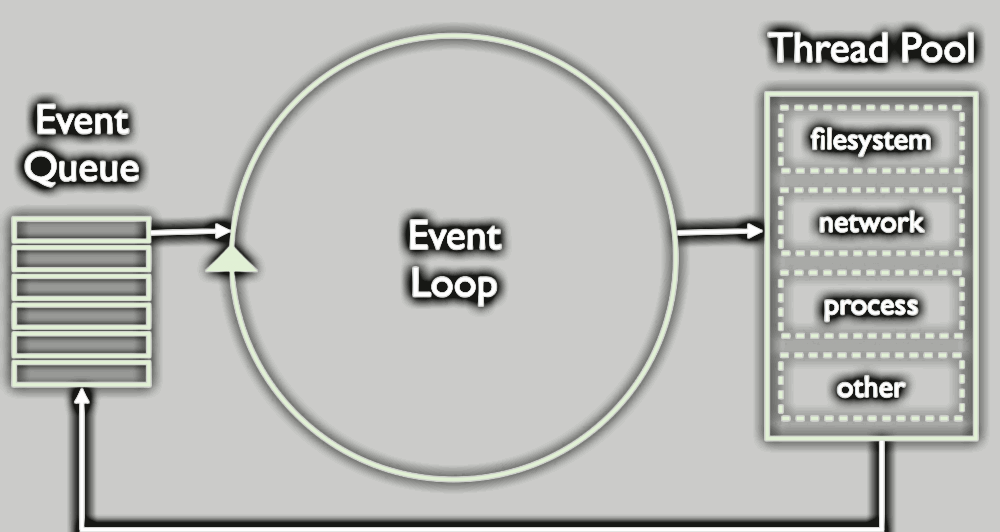 Event
Queue
Event
Loop
Thread Pool
filesystem
network
process
other